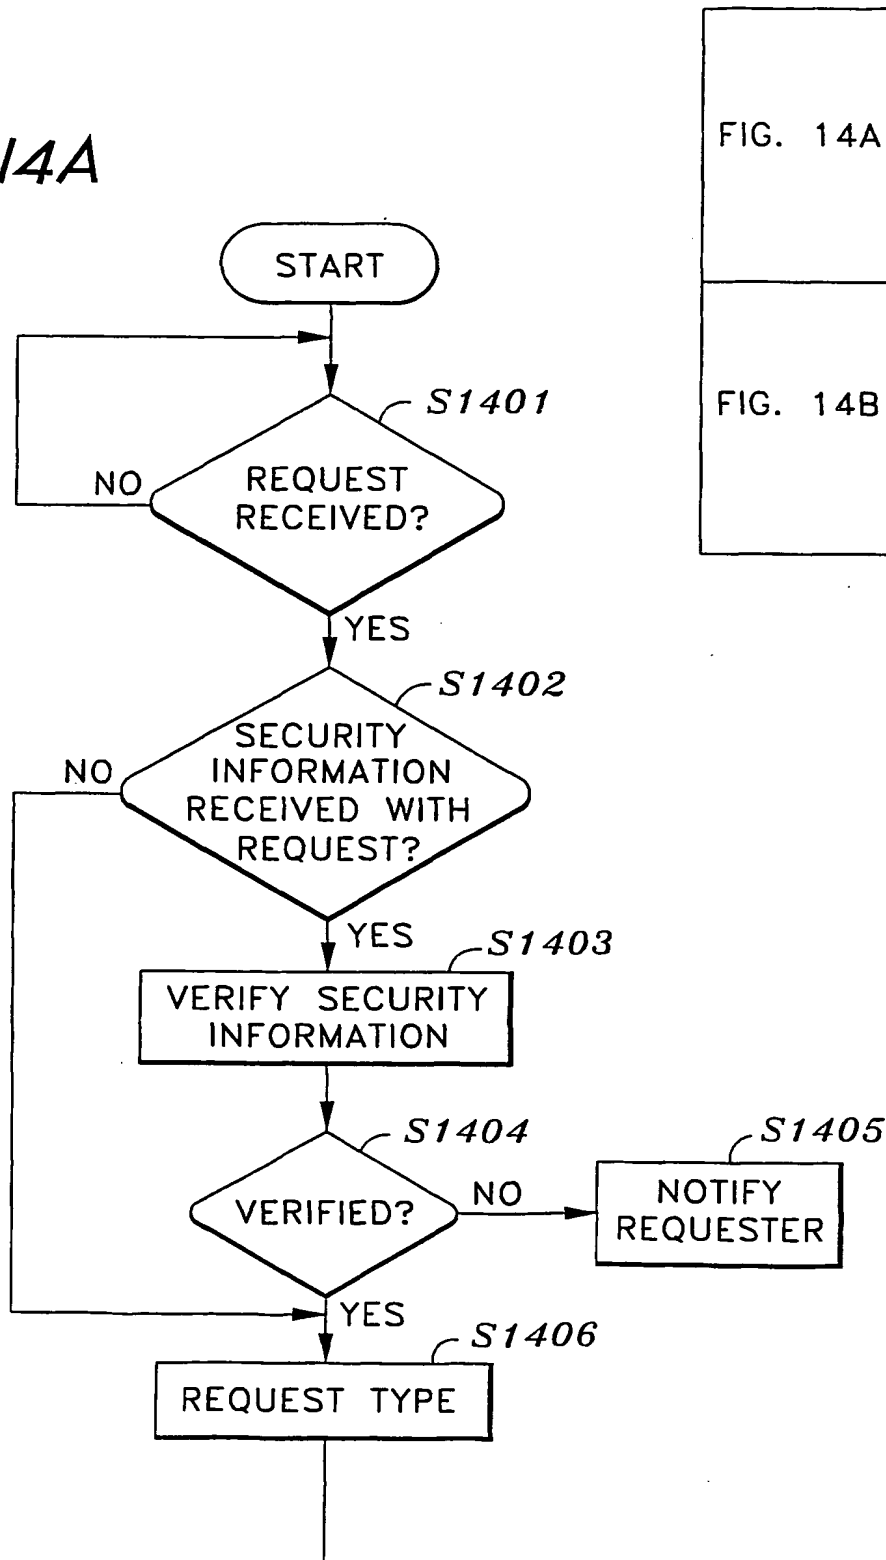 14A
FIG. 14A
FIG. 14B
START
S1401
REQUEST
RECEIVED?
NO
YES
S1402
SECURITY
INFORMATION
RECEIVED WITH
REQUEST?
NO
YES
S1403
VERIFY SECURITY
INFORMATION
S1404
VERIFIED?
NO
S1405
NOTIFY
REQUESTER
YES
S1406
REQUEST TYPE